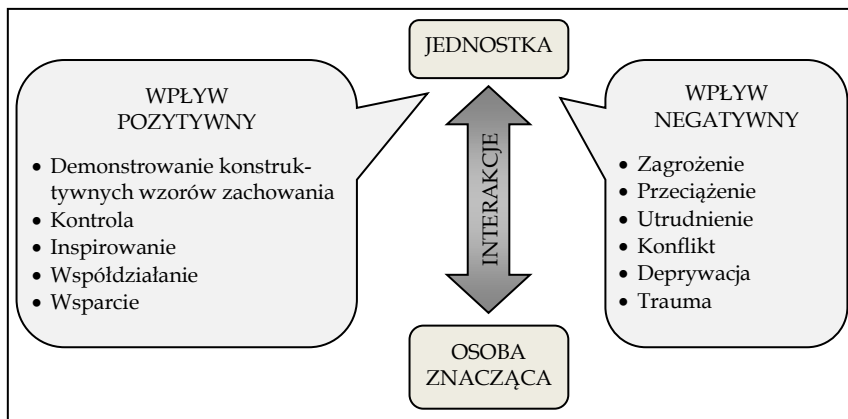 JEDNOSTKA
WPŁYW
POZYTYWNY
• Demonstrowanie konstruk-
tywnych wzorów zachowania
• Kontrola
• Inspirowanie
• Współdziałanie
• Wsparcie
INTERAKCJE
WPŁYW
NEGATYWNY
• Zagrożenie
• Przeciążenie
• Utrudnienie
• Konflikt
• Deprywacja
• Trauma
OSOBA
ZNACZĄCA